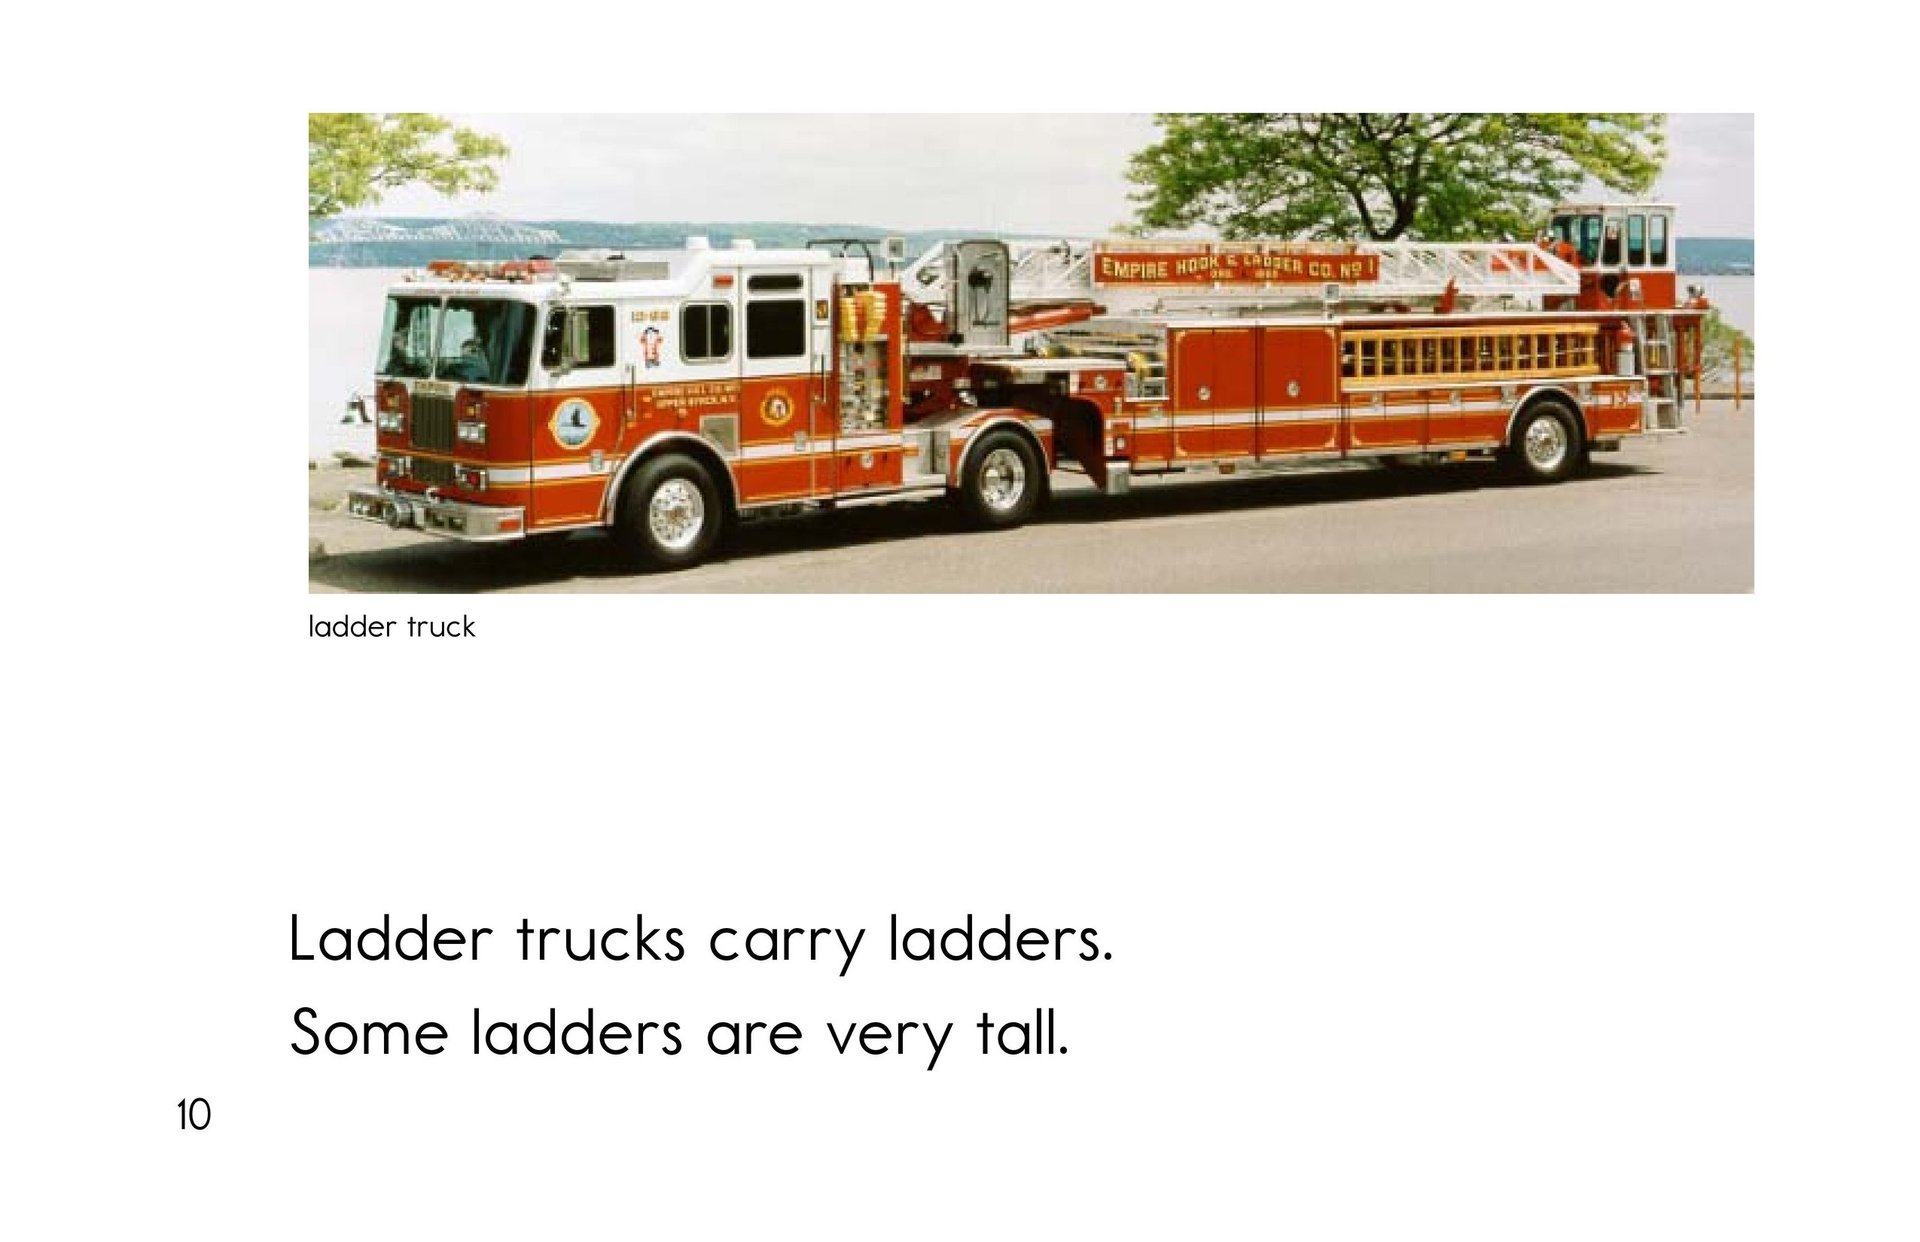 EMPIRE HOOK & LADDER CO. Nº 1
ladder truck
Ladder trucks carry ladders.
Some ladders are very tall.
10